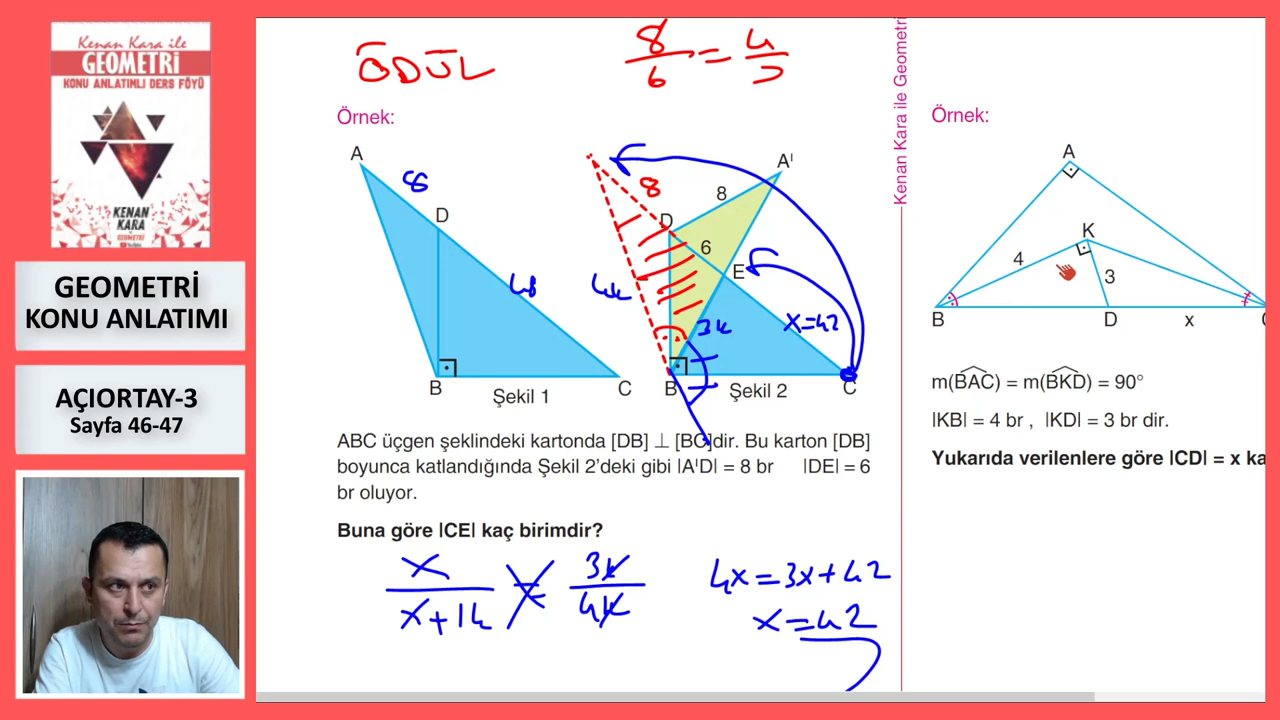 Kenan Kara ile
GEOMETRİ
KONU ANLATIMLI DERS FÖYÜ
KENAN
KARA
GEOMETRİ
GEOMETRİ
KONU ANLATIMI
AÇIORTAY-3
Sayfa 46-47
ÖDÜL
8/6 = 4/3
Örnek:
A
8
D
48
B
C
Şekil 1
8
A'
D
8
6
E
4k
3k
x=42
B
C
Şekil 2
ABC üçgen şeklindeki kartonda [DB] ⊥ [BC]dir. Bu karton [DB]
boyunca katlandığında Şekil 2'deki gibi |A'D| = 8 br |DE| = 6
br oluyor.
Buna göre |CE| kaç birimdir?
x/x+14 = 3k/4k
4x=3x+42
x=42
Kenan Kara ile Geometri
Örnek:
A
K
4
3
B
D
x
m(BAC) = m(BKD) = 90°
|KB| = 4 br , |KD| = 3 br dir.
Yukarıda verilenlere göre |CD| = x ka